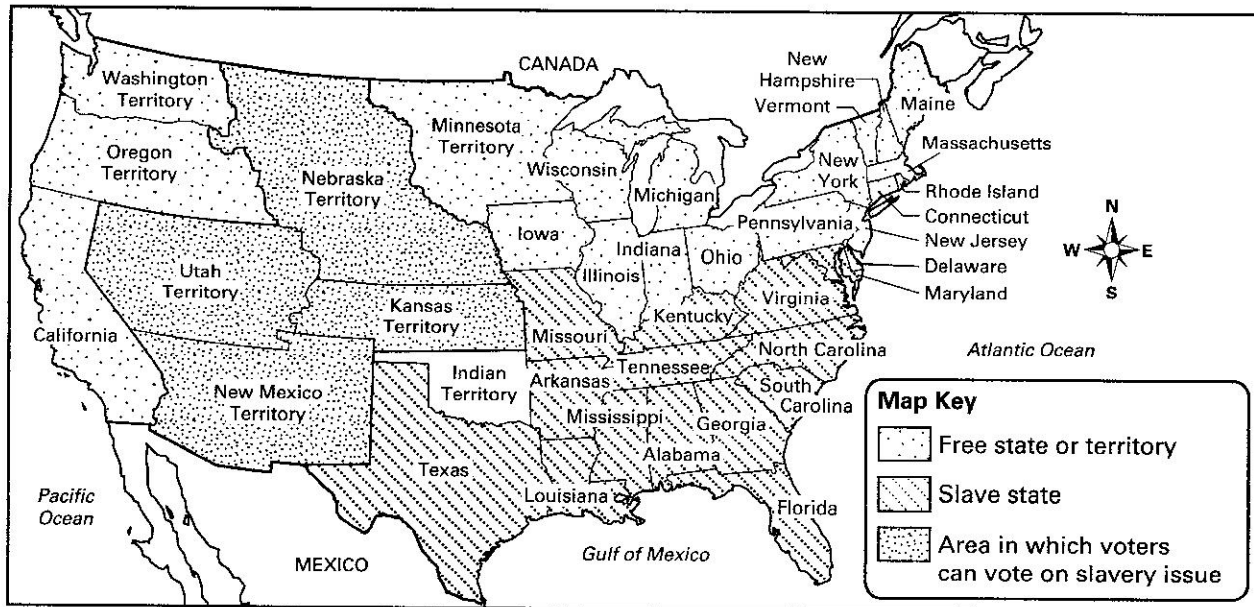 CANADA
Washington
Territory
Oregon
Territory
California
Nebraska
Territory
Utah
Territory
Kansas
Territory
New Mexico
Territory
Minnesota
Territory
Wisconsin
Michigan
Iowa
Illinois
Indiana
Ohio
Missouri
Kentucky
Indian
Territory
Arkansas
Tennessee
Mississippi
Alabama
Georgia
Texas
Louisiana
Florida
Virginia
North Carolina
South
Carolina
Pennsylvania
New
York
New
Hampshire
Vermont
Maine
Massachusetts
Rhode Island
Connecticut
New Jersey
Delaware
Maryland
N
W E
S
Pacific
Ocean
MEXICO
Gulf of Mexico
Atlantic Ocean
Map Key
Free state or territory
Slave state
Area in which voters
can vote on slavery issue